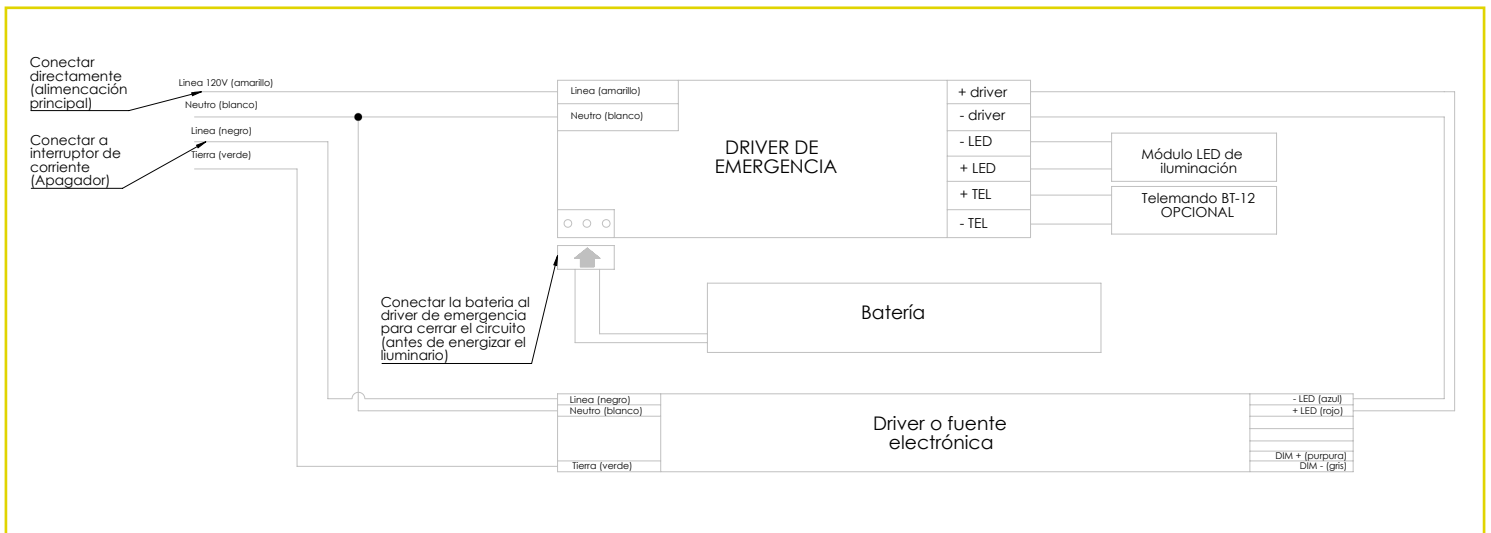 Conectar
directamente
(alimencación
principal)
Linea 120V (amarillo)
Neutro (blanco)
Conectar a
interruptor de
corriente
(Apagador)
Linea (negro)
Tierra (verde)
Linea (amarillo)
Neutro (blanco)
DRIVER DE
EMERGENCIA
+ driver
- driver
- LED
+ LED
+ TEL
- TEL
Módulo LED de
iluminación
Telemando BT-12
OPCIONAL
Conectar la bateria al
driver de emergencia
para cerrar el circuito
(antes de energizar el
liuminario)
Batería
Linea (negro)
Neutro (blanco)
Tierra (verde)
Driver o fuente
electrónica
- LED (azul)
+ LED (rojo)
DIM + (purpura)
DIM - (gris)